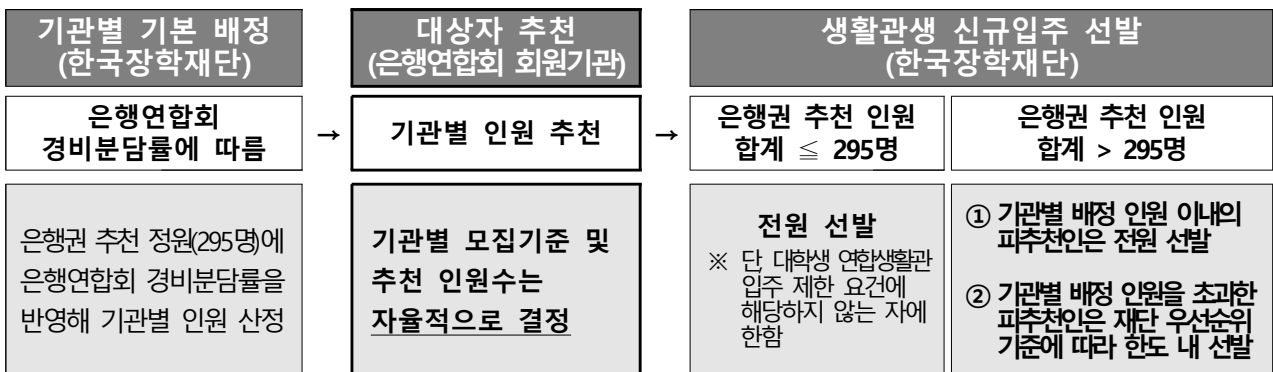 기관별 기본 배정
(한국장학재단)
은행연합회
경비분담률에 따름
은행권 추천 정원(295명)에
은행연합회 경비분담률을
반영해 기관별 인원 산정
→
대상자 추천
(은행연합회 회원기관)
기관별 인원 추천
기관별 모집기준 및
추천 인원수는
자율적으로 결정
→
생활관생 신규입주 선발
(한국장학재단)
은행권 추천 인원
합계 ≦ 295명
전원 선발
※ 단, 대학생 연합생활관
입주 제한 요건에
해당하지 않는 자에
한함
은행권 추천 인원
합계 > 295명
① 기관별 배정 인원 이내의
피추천인은 전원 선발
② 기관별 배정 인원을 초과한
피추천인은 재단 우선순위
기준에 따라 한도 내 선발